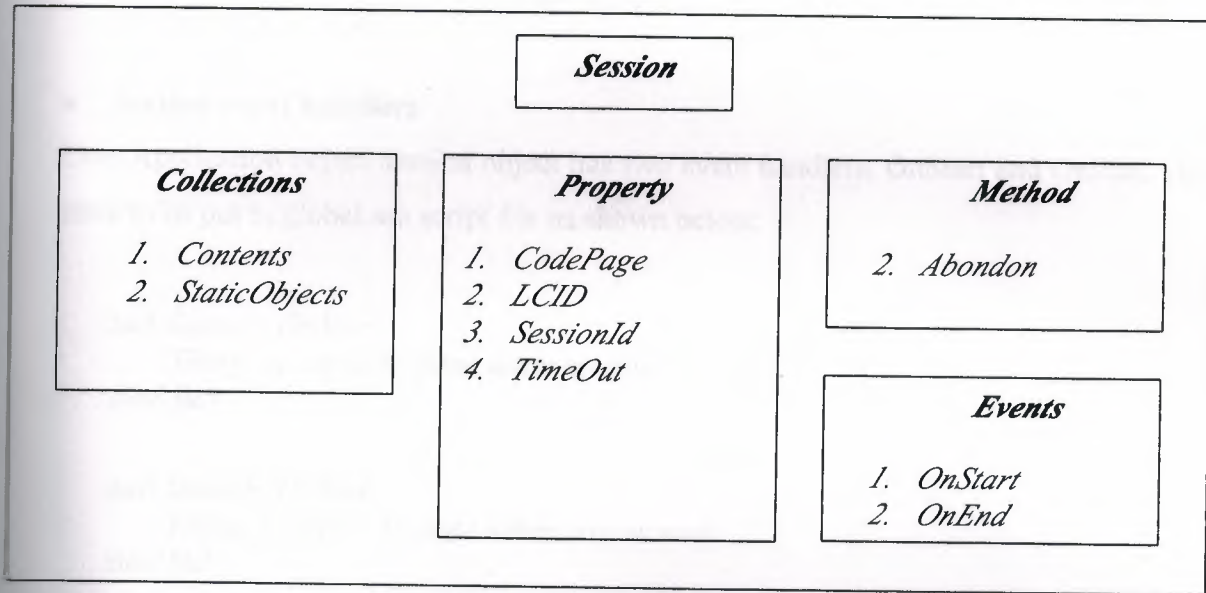 Session
Collections
1. Contents
2. StaticObjects
Property
1. CodePage
2. LCID
3. SessionId
4. TimeOut
Method
2. Abondon
Events
1. OnStart
2. OnEnd